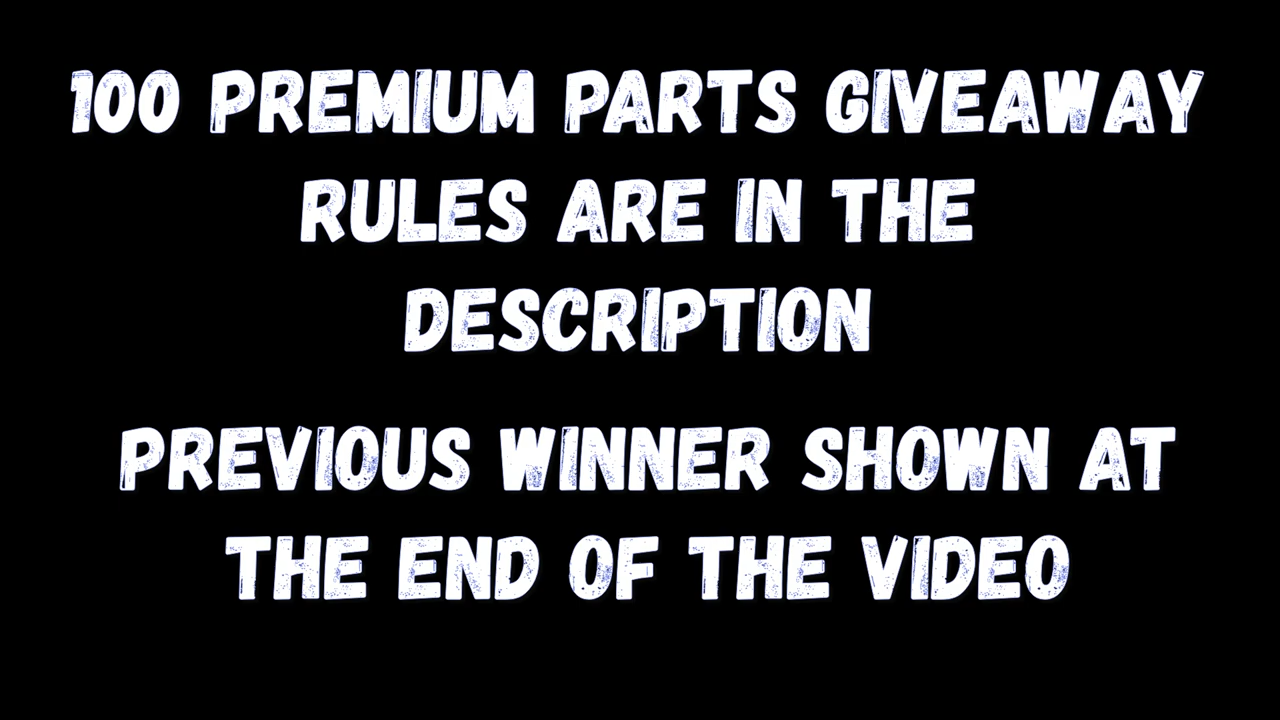 100 PREMIUM PARTS GIVEAWAY
RULES ARE IN THE
DESCRIPTION
PREVIOUS WINNER SHOWN AT
THE END OF THE VIDEO